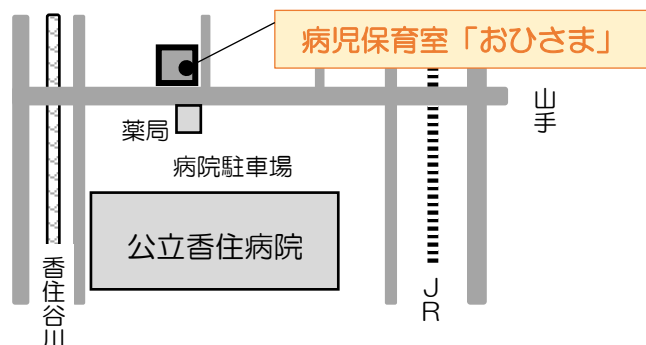 病児保育室「おひさま」
山手
薬局
病院駐車場
公立香住病院
香住谷川
JR